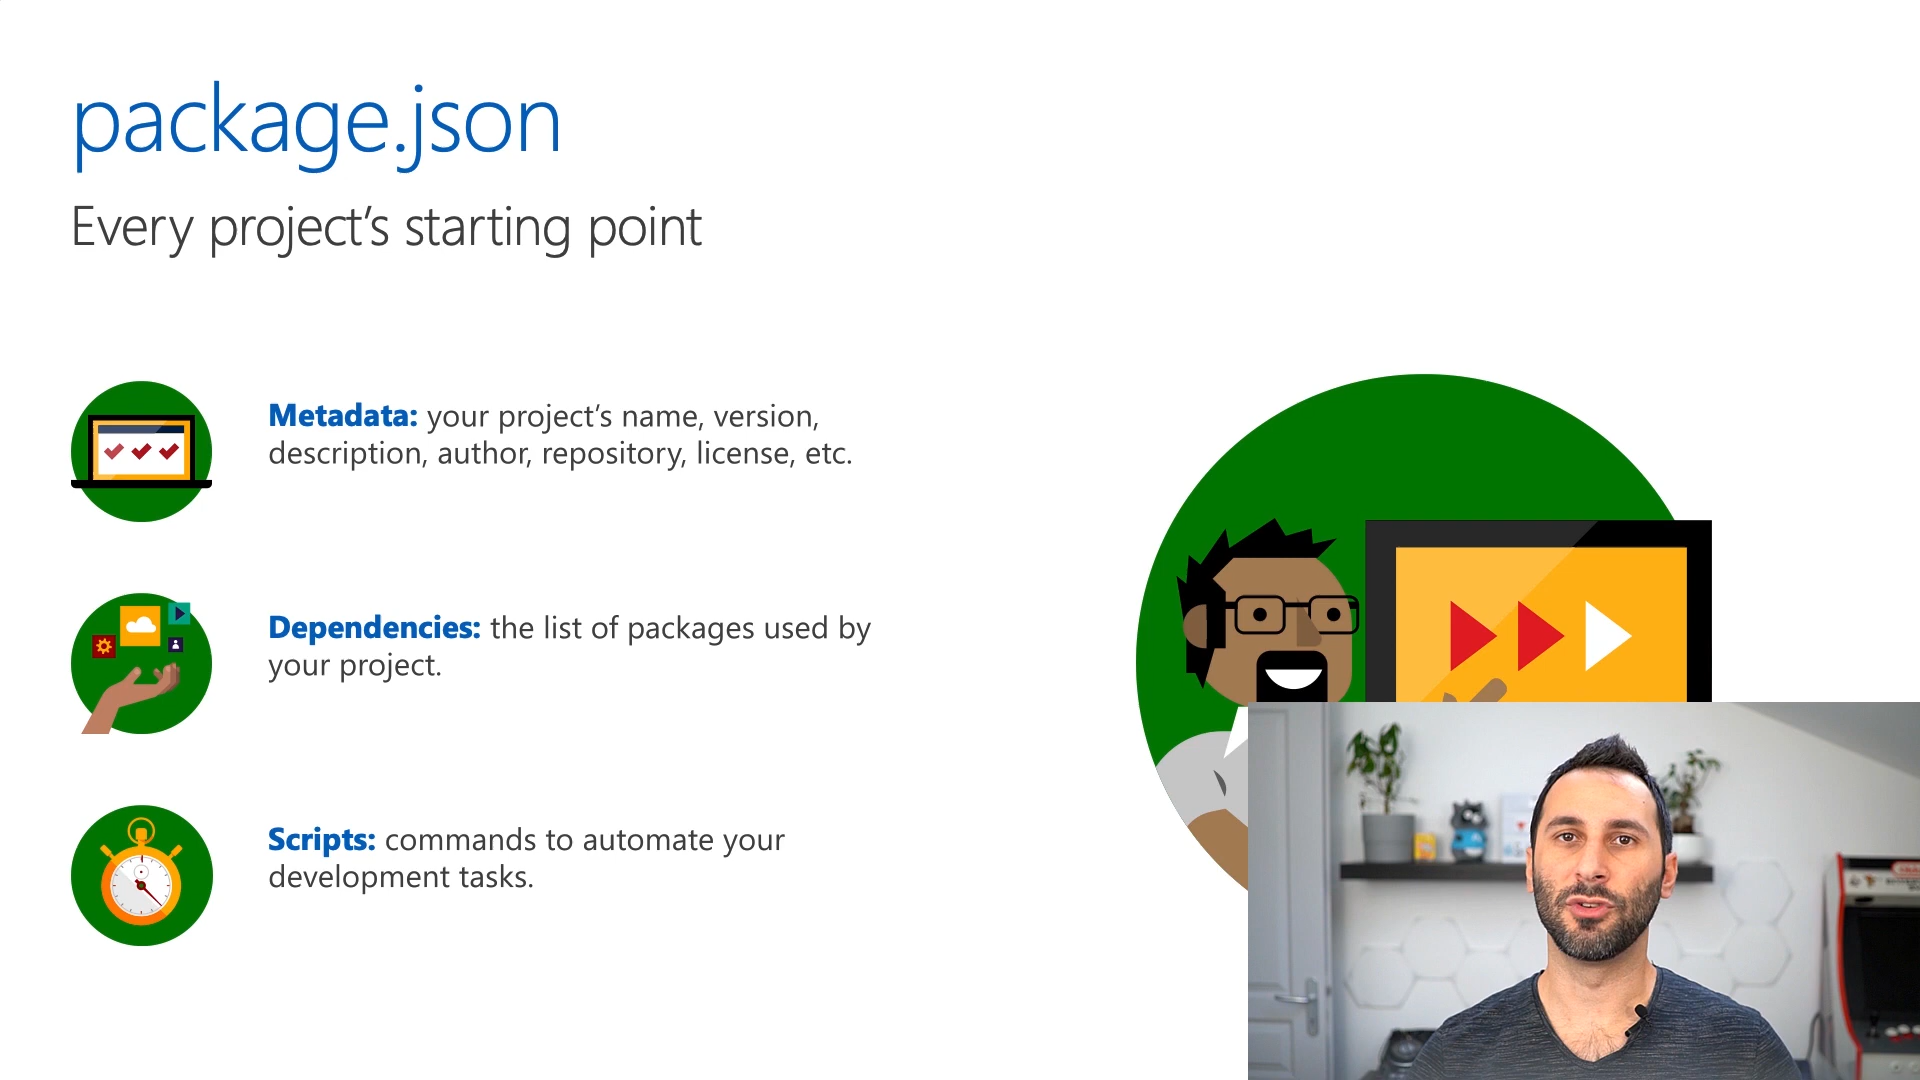 package.json
Every project’s starting point
Metadata: your project’s name, version,
description, author, repository, license, etc.
Dependencies: the list of packages used by
your project.
Scripts: commands to automate your
development tasks.